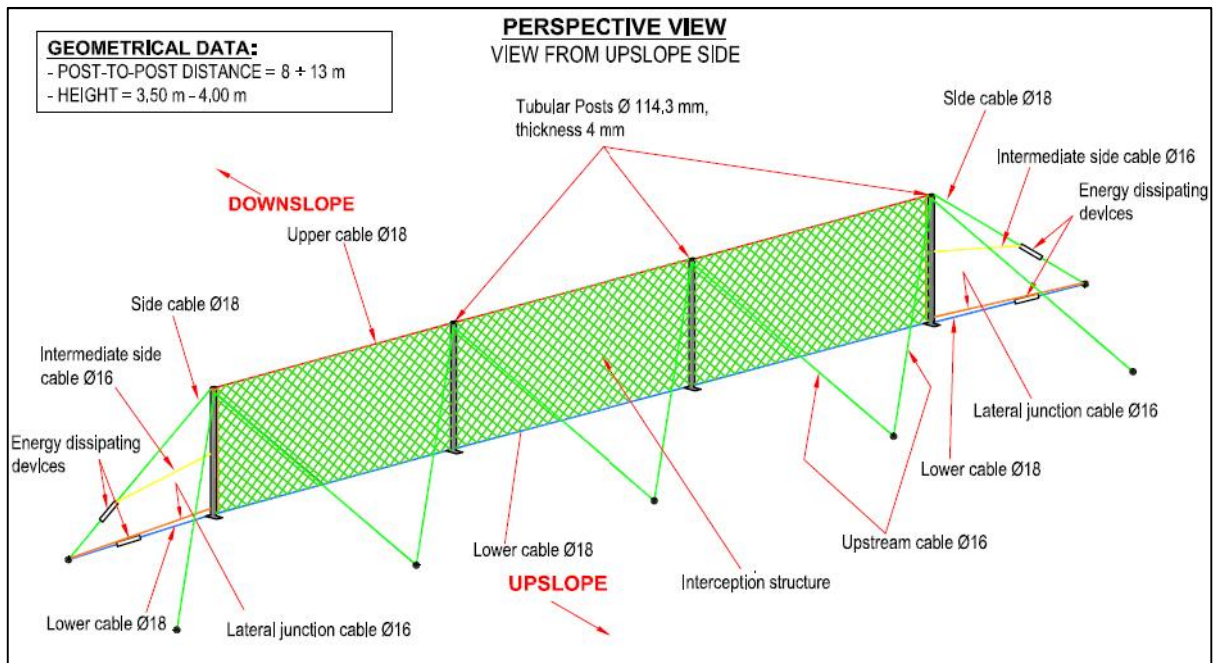 PERSPECTIVE VIEW
VIEW FROM UPSLOPE SIDE
GEOMETRICAL DATA:
- POST-TO-POST DISTANCE = 8 ÷ 13 m
- HEIGHT = 3,50 m - 4,00 m
Tubular Posts Ø 114,3 mm,
thickness 4 mm
Side cable Ø18
Intermediate side cable Ø16
Energy dissipating
devices
DOWNSLOPE
Upper cable Ø18
Side cable Ø18
Intermediate side
cable Ø16
Energy dissipating
devices
Lateral junction cable Ø16
Lower cable Ø18
Upstream cable Ø16
Lower cable Ø18
Interception structure
UPSLOPE
Lower cable Ø18
Lateral junction cable Ø16